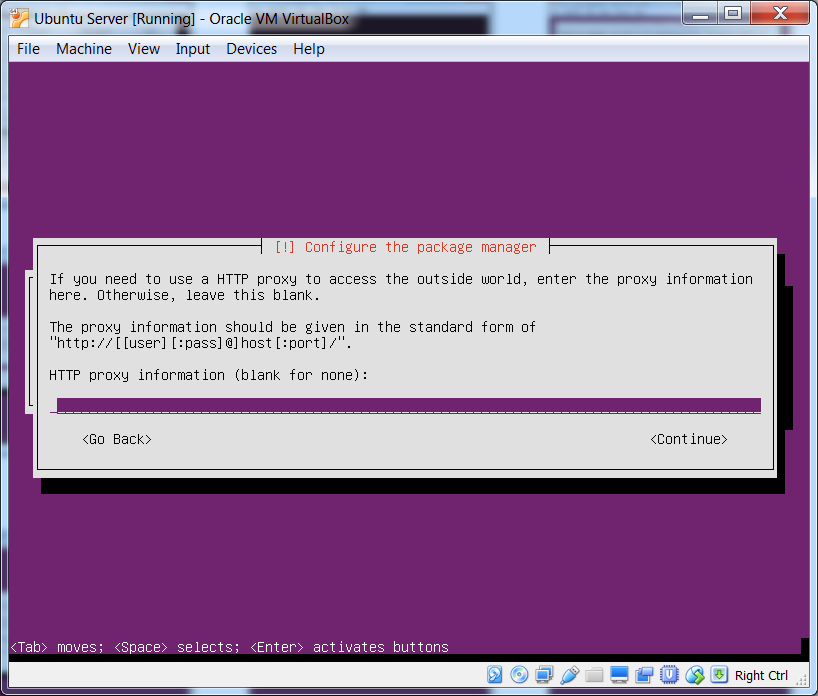 Ubuntu Server [Running] - Oracle VM VirtualBox
File Machine View Input Devices Help
[!] Configure the package manager
If you need to use a HTTP proxy to access the outside world, enter the proxy information
here. Otherwise, leave this blank.
The proxy information should be given in the standard form of
"http://[[user][:pass]@]host[:port]/".
HTTP proxy information (blank for none):
<Go Back> <Continue>
<Tab> moves; <Space> selects; <Enter> activates buttons
Right Ctrl